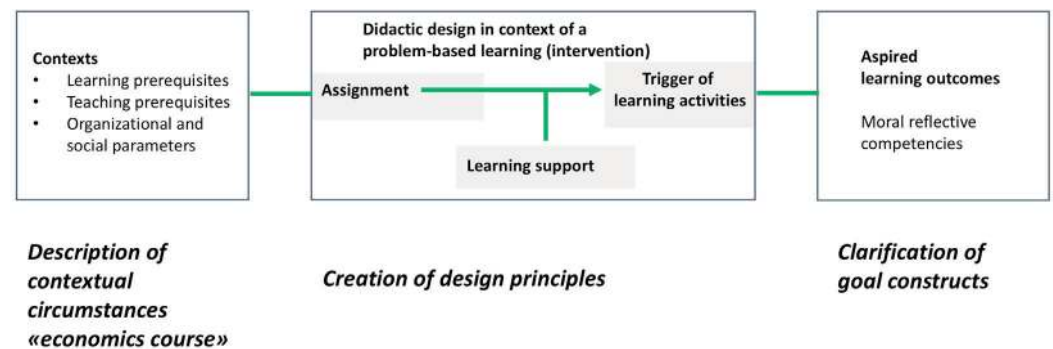 Contexts
• Learning prerequisites
• Teaching prerequisites
• Organizational and
social parameters
Didactic design in context of a
problem-based learning (intervention)
Assignment
Trigger of
learning activities
Learning support
Aspired
learning outcomes
Moral reflective
competencies
Description of
contextual
circumstances
«economics course»
Creation of design principles
Clarification of
goal constructs